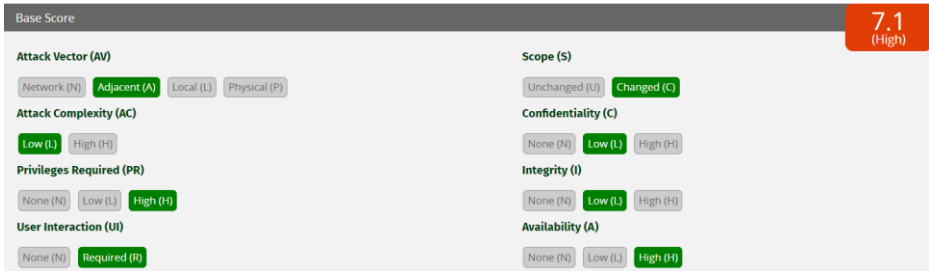 Base Score
7.1
(High)
Attack Vector (AV)
Network (N) Adjacent (A) Local (L) Physical (P)
Attack Complexity (AC)
Low (L) High (H)
Privileges Required (PR)
None (N) Low (L) High (H)
User Interaction (UI)
None (N) Required (R)
Scope (S)
Unchanged (U) Changed (C)
Confidentiality (C)
None (N) Low (L) High (H)
Integrity (I)
None (N) Low (L) High (H)
Availability (A)
None (N) Low (L) High (H)